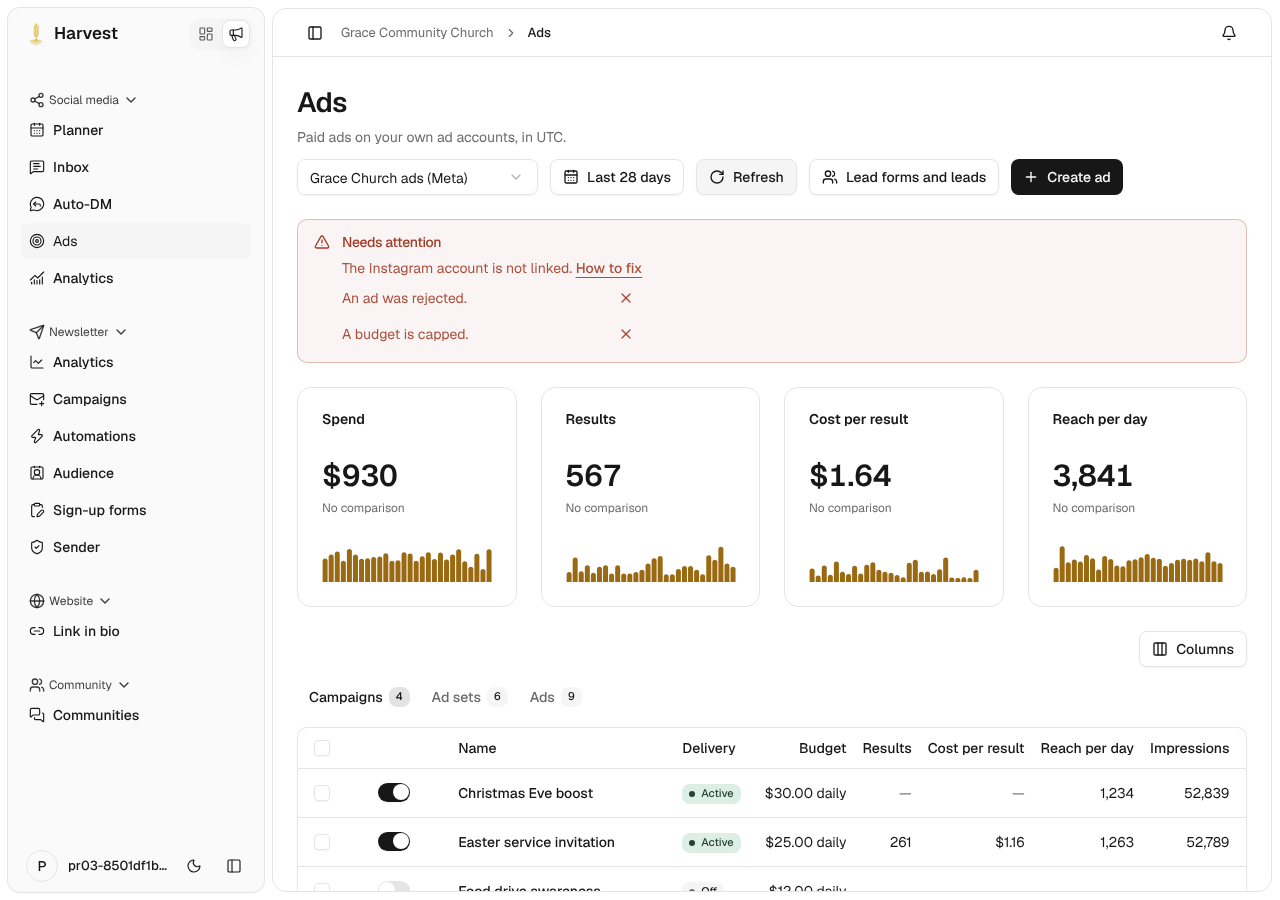 Harvest
Grace Community Church > Ads
Social media
Planner
Inbox
Auto-DM
Ads
Analytics
Newsletter
Analytics
Campaigns
Automations
Audience
Sign-up forms
Sender
Website
Link in bio
Community
Communities
P pr03-8501df1b...
Ads
Paid ads on your own ad accounts, in UTC.
Grace Church ads (Meta) Last 28 days Refresh Lead forms and leads + Create ad
Needs attention
The Instagram account is not linked. How to fix
An ad was rejected.
A budget is capped.
Spend
$930
No comparison
Results
567
No comparison
Cost per result
$1.64
No comparison
Reach per day
3,841
No comparison
Columns
Campaigns 4 Ad sets 6 Ads 9
Name Delivery Budget Results Cost per result Reach per day Impressions
Christmas Eve boost Active $30.00 daily — — 1,234 52,839
Easter service invitation Active $25.00 daily 261 $1.16 1,263 52,789
Food drive awareness Off $12.00 daily